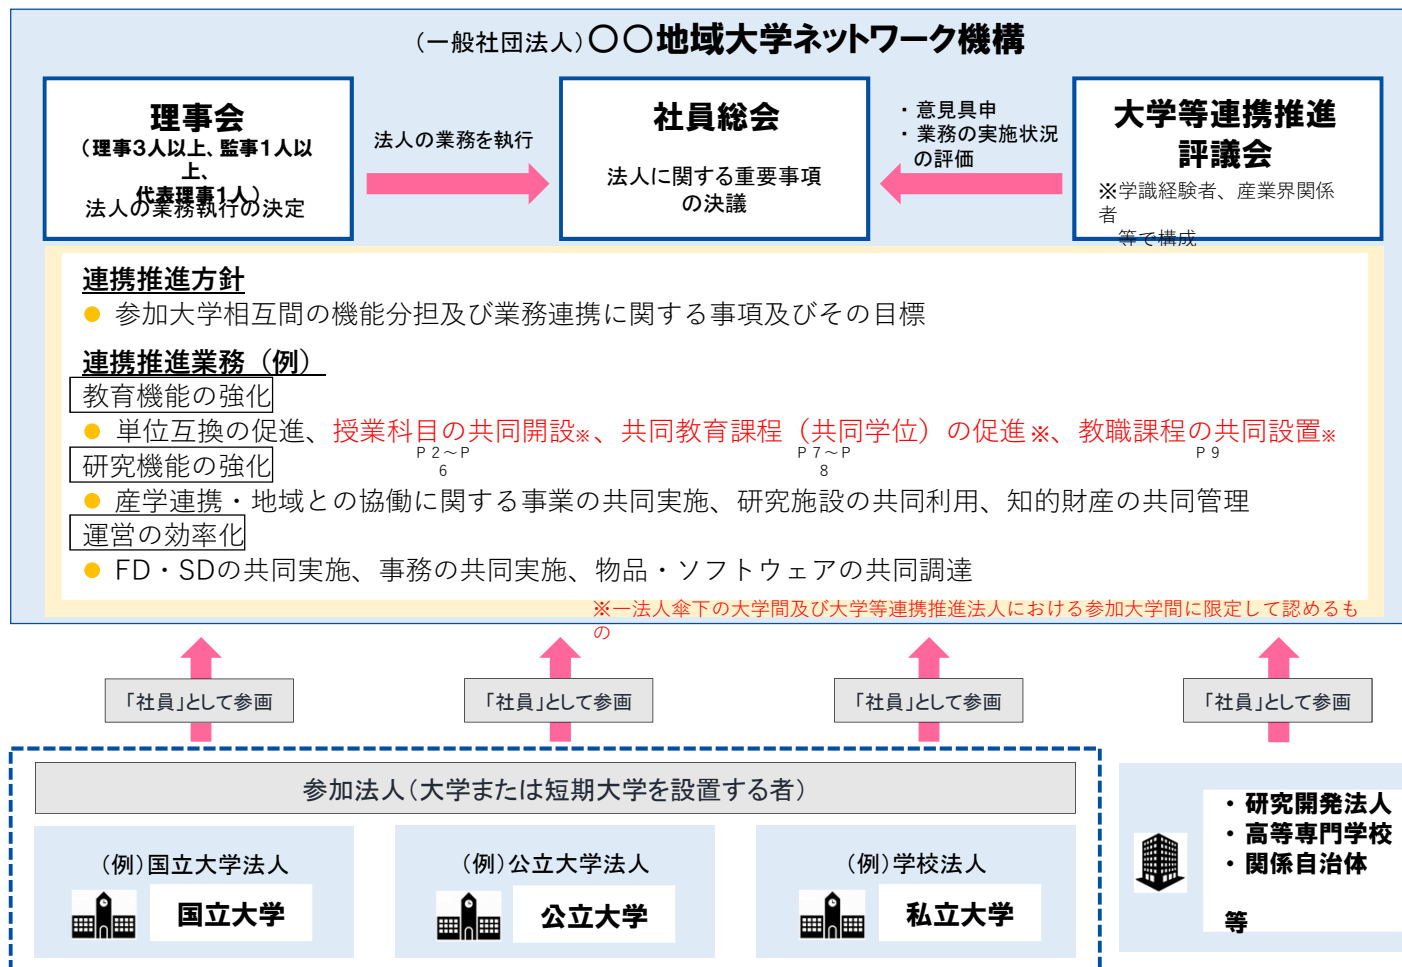 （一般社団法人）〇〇地域大学ネットワーク機構
理事会
（理事3人以上、監事1人以
上、
代表理事1人）
法人の業務執行の決定
法人の業務を執行
社員総会
法人に関する重要事項
の決議
・意見具申
・業務の実施状況
の評価
大学等連携推進
評議会
※学識経験者、産業界関係
者
等で構成
連携推進方針
● 参加大学相互間の機能分担及び業務連携に関する事項及びその目標
連携推進業務（例）
教育機能の強化
● 単位互換の促進、授業科目の共同開設※、共同教育課程（共同学位）の促進※、教職課程の共同設置※
P2～P
6
P7～P
8
P9
研究機能の強化
● 産学連携・地域との協働に関する事業の共同実施、研究施設の共同利用、知的財産の共同管理
運営の効率化
● FD・SDの共同実施、事務の共同実施、物品・ソフトウェアの共同調達
※一法人傘下の大学間及び大学等連携推進法人における参加大学間に限定して認めるも
の
「社員」として参画
「社員」として参画
「社員」として参画
「社員」として参画
参加法人（大学または短期大学を設置する者）
（例）国立大学法人
国立大学
（例）公立大学法人
公立大学
（例）学校法人
私立大学
・研究開発法人
・高等専門学校
・関係自治体
等